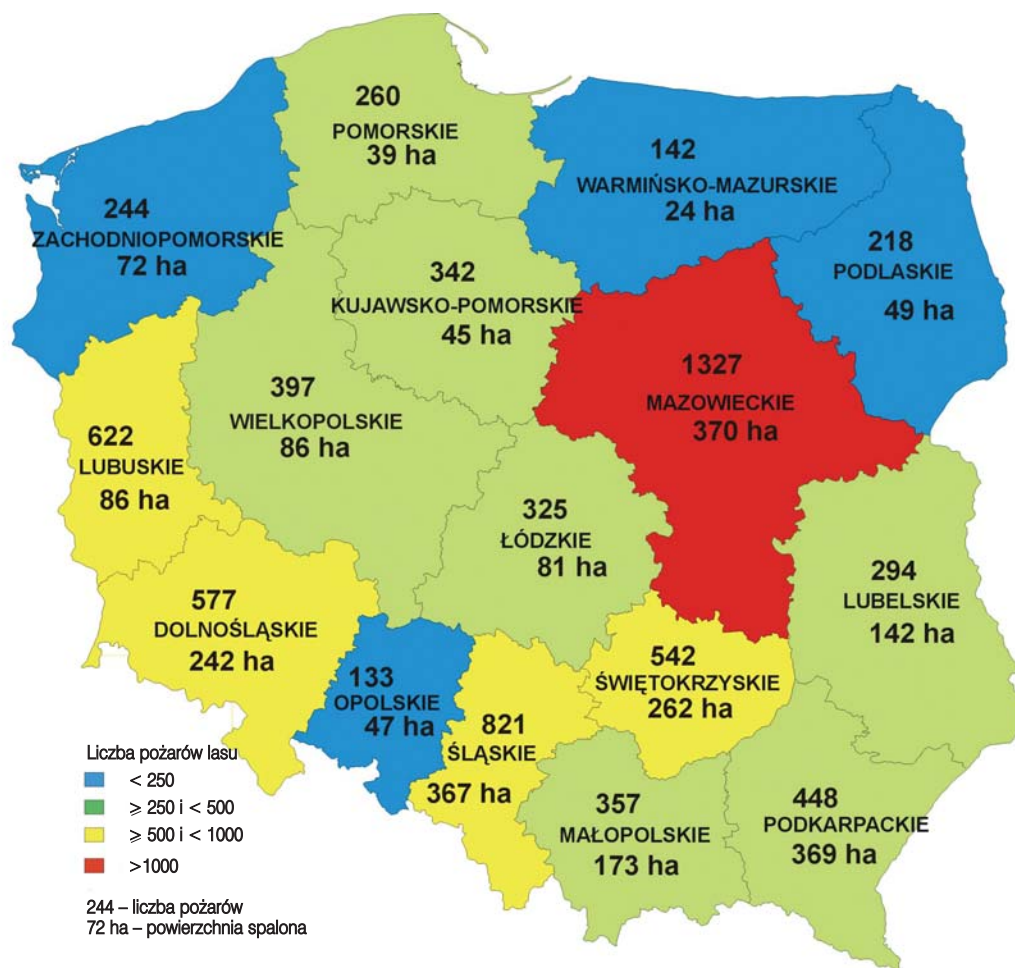 260
POMORSKIE
39 ha
142
WARMIŃSKO-MAZURSKIE
24 ha
244
ZACHODNIOPOMORSKIE
72 ha
218
PODLASKIE
49 ha
342
KUJAWSKO-POMORSKIE
45 ha
1327
MAZOWIECKIE
370 ha
397
WIELKOPOLSKIE
86 ha
622
LUBUSKIE
86 ha
325
ŁÓDZKIE
81 ha
294
LUBELSKIE
142 ha
577
DOLNOŚLĄSKIE
242 ha
542
ŚWIĘTOKRZYSKIE
262 ha
133
OPOLSKIE
47 ha
821
ŚLĄSKIE
367 ha
357
MAŁOPOLSKIE
173 ha
448
PODKARPACKIE
369 ha
Liczba pożarów lasu
< 250
⩾ 250 i < 500
⩾ 500 i < 1000
>1000
244 – liczba pożarów
72 ha – powierzchnia spalona